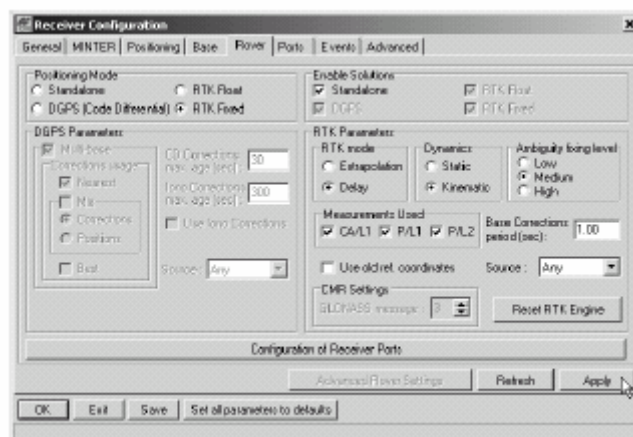 Receiver Configuration
General MINTER Positioning Base Rover Ports Events Advanced
Positioning Mode
Standalone RTK Float
DGPS (Code Differential) RTK Fixed
Enable Solutions
Standalone RTK Float
DGPS RTK Fixed
DGPS Parameters
Multi-base
Corrections usage
Nearest
Mix
Corrections
Positions
Best
CD Corrections max. age (sec): 30
Iono Corrections max. age (sec): 300
Use Iono Corrections
Source: Any
RTK Parameters
RTK mode
Extrapolation
Delay
Dynamics
Static
Kinematic
Ambiguity fixing level
Low
Medium
High
Measurements Used
CA/L1 P/L1 P/L2
Base Corrections period (sec): 1.00
Use old ref. coordinates
Source : Any
CMR Settings
GLONASS message : 3
Reset RTK Engine
Configuration of Receiver Ports
Advanced Rover Settings Refresh Apply
OK Exit Save Set all parameters to defaults